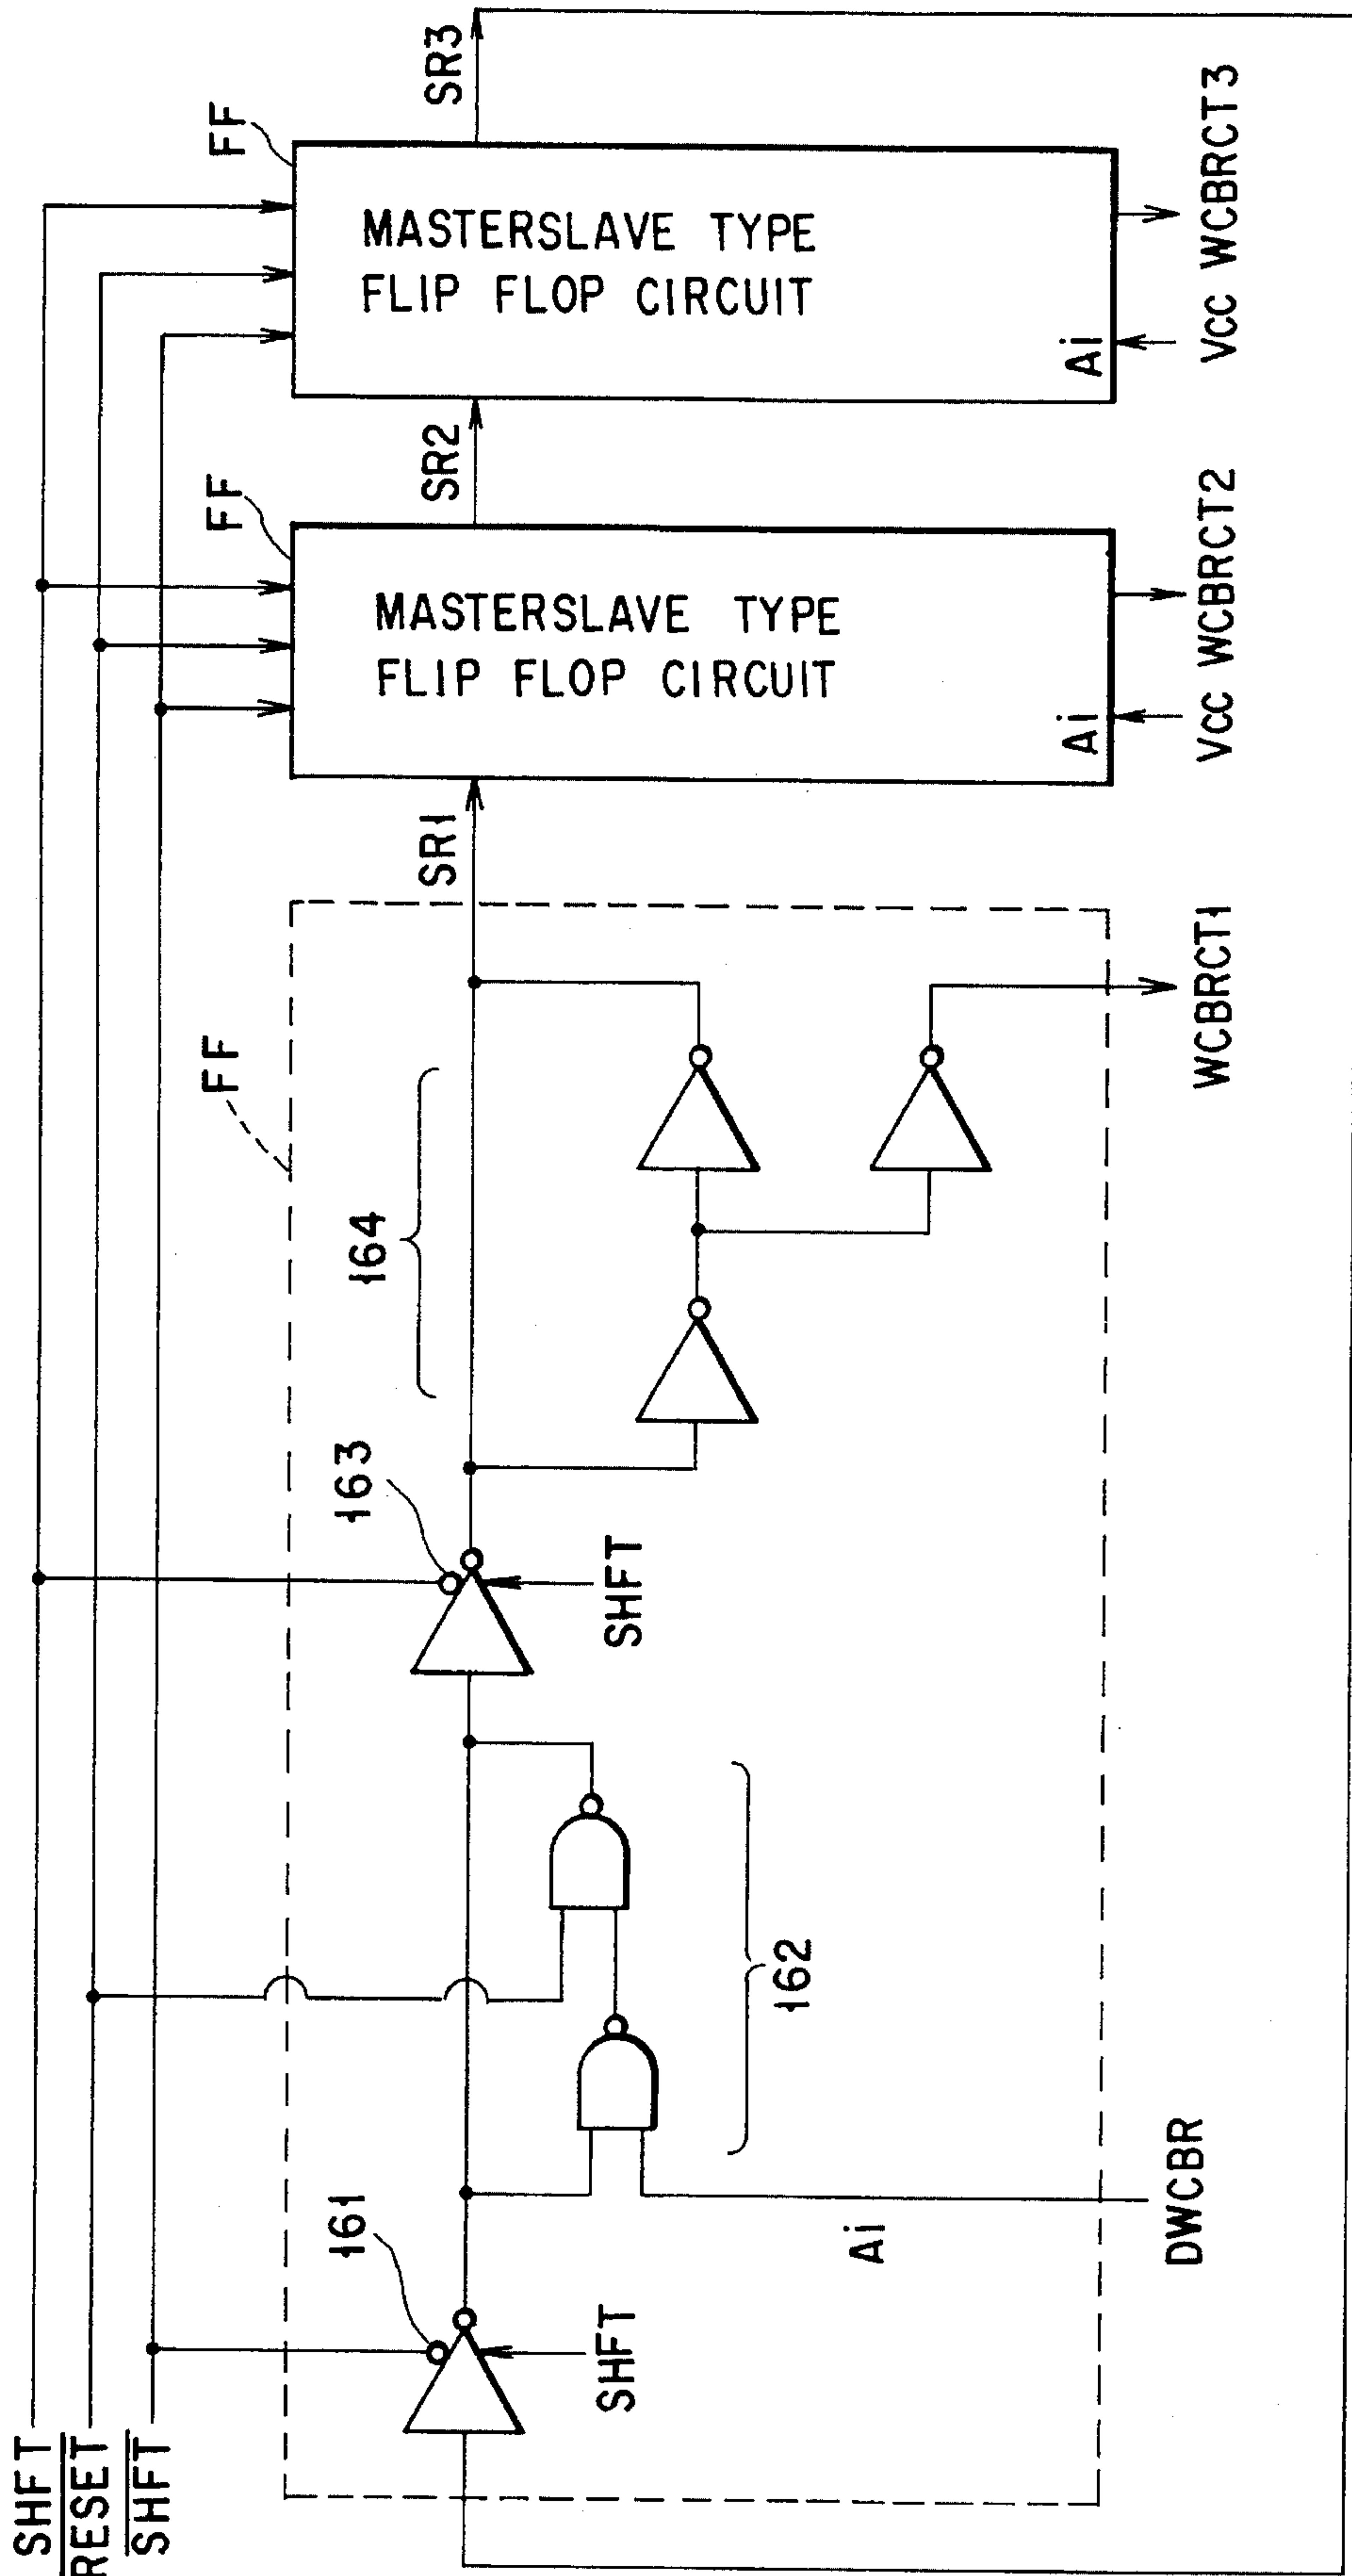 SHFT
RESET
SHFT
161
SHFT
Ai
DWCBR
162
163
SHFT
164
FF
WCBRCT1
SR1
FF
MASTERSLAVE TYPE
FLIP FLOP CIRCUIT
Ai
VCC WCBRCT2
SR2
FF
MASTERSLAVE TYPE
FLIP FLOP CIRCUIT
Ai
VCC WCBRCT3
SR3